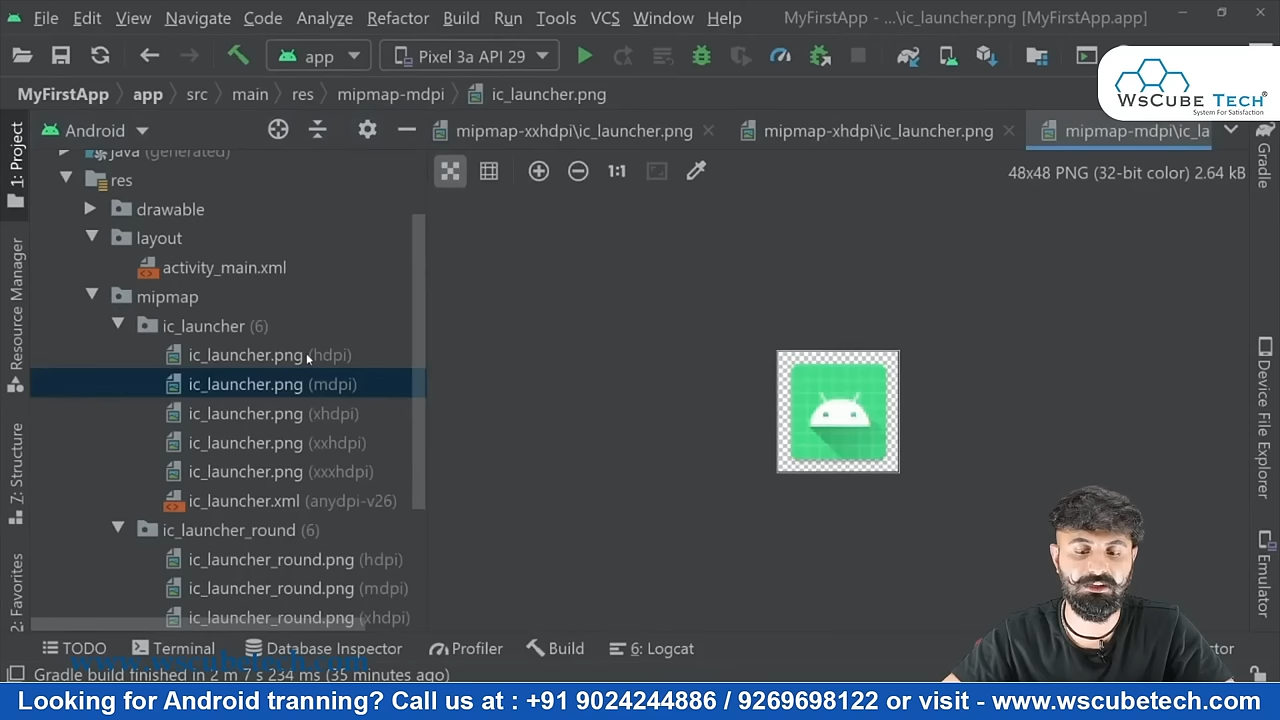 File Edit View Navigate Code Analyze Refactor Build Run Tools VCS Window Help MyFirstApp - ...\ic_launcher.png [MyFirstApp.app]
app Pixel 3a API 29
WsCube Tech®
System For Satisfaction
MyFirstApp app src main res mipmap-mdpi ic_launcher.png
Android mipmap-xxhdpi\ic_launcher.png mipmap-xhdpi\ic_launcher.png mipmap-mdpi\ic_la
1: Project
Resource Manager
Z: Structure
2: Favorites
java (generated)
res
drawable
layout
activity_main.xml
mipmap
ic_launcher (6)
ic_launcher.png (hdpi)
ic_launcher.png (mdpi)
ic_launcher.png (xhdpi)
ic_launcher.png (xxhdpi)
ic_launcher.png (xxxhdpi)
ic_launcher.xml (anydpi-v26)
ic_launcher_round (6)
ic_launcher_round.png (hdpi)
ic_launcher_round.png (mdpi)
ic_launcher_round.png (xhdpi)
1:1 48x48 PNG (32-bit color) 2.64 kB
Gradle
Device File Explorer
Emulator
TODO Terminal Database Inspector Profiler Build 6: Logcat tor
www.wscubetech.com
Gradle build finished in 2 m 7 s 234 ms (35 minutes ago)
Looking for Android tranning? Call us at : +91 9024244886 / 9269698122 or visit - www.wscubetech.com